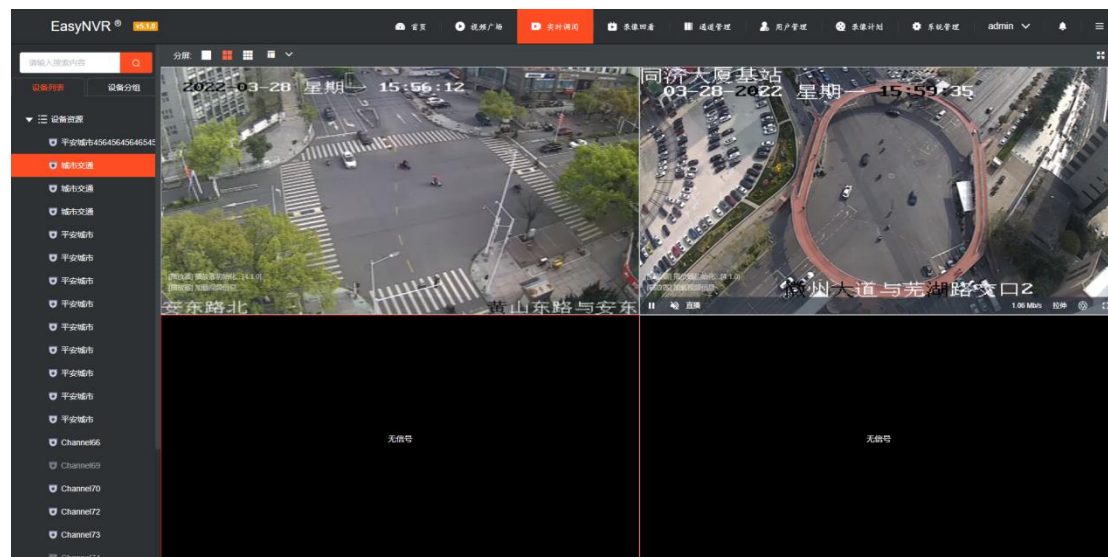 EasyNVR ® v5.1.0
首页
视频广场
实时调阅
录像回看
通道管理
用户管理
录像计划
系统管理
admin
请输入搜索内容
分屏:
设备列表 设备分组
设备资源
平安城市45645645646545
城市交通
城市交通
城市交通
平安城市
平安城市
平安城市
平安城市
平安城市
平安城市
平安城市
平安城市
平安城市
Channel66
Channel69
Channel70
Channel72
Channel73
Channel74
2022-03-28 星期一 15:56:12
安东路北 黄山东路与安东
同济大厦基站
03-28-2022 星期一 15:59:35
徽州大道与芜湖路交口2
直播
1.06 Mb/s 拉伸
无信号
无信号